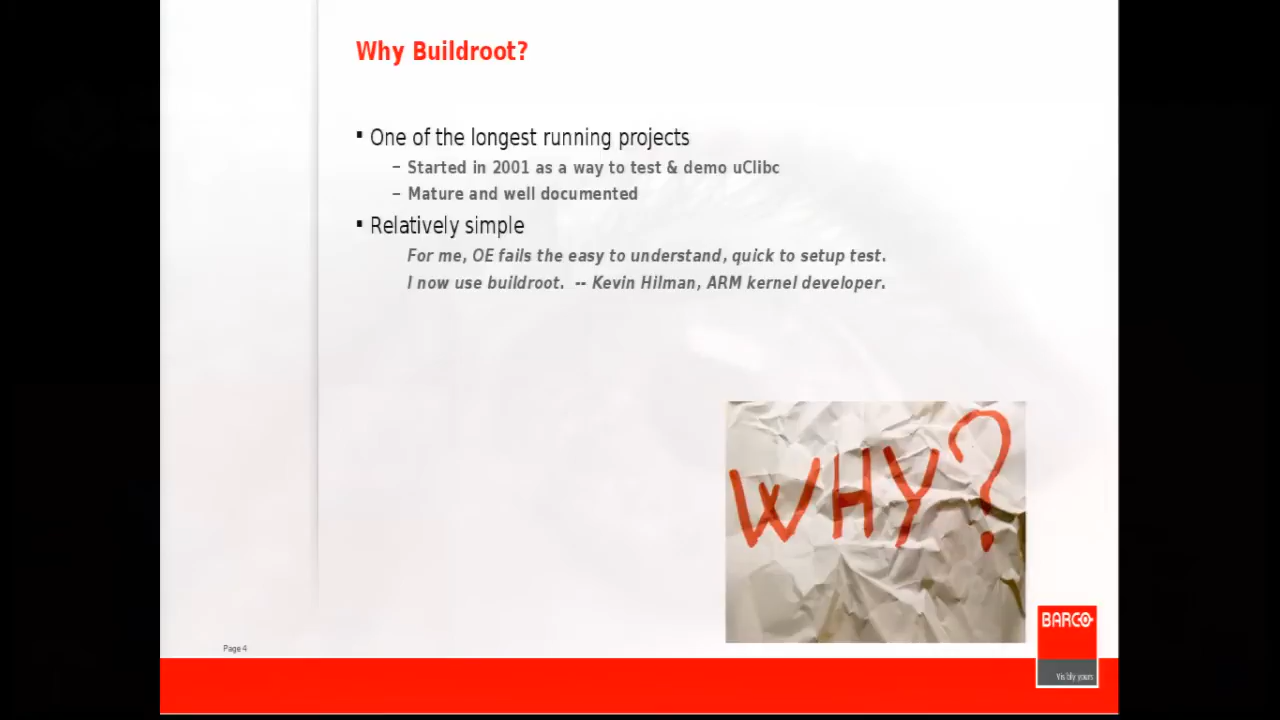 Why Buildroot?
One of the longest running projects
– Started in 2001 as a way to test & demo uClibc
– Mature and well documented
Relatively simple
For me, OE fails the easy to understand, quick to setup test.
I now use buildroot. -- Kevin Hilman, ARM kernel developer.
WHY?
BARCO
Visibly yours
Page 4